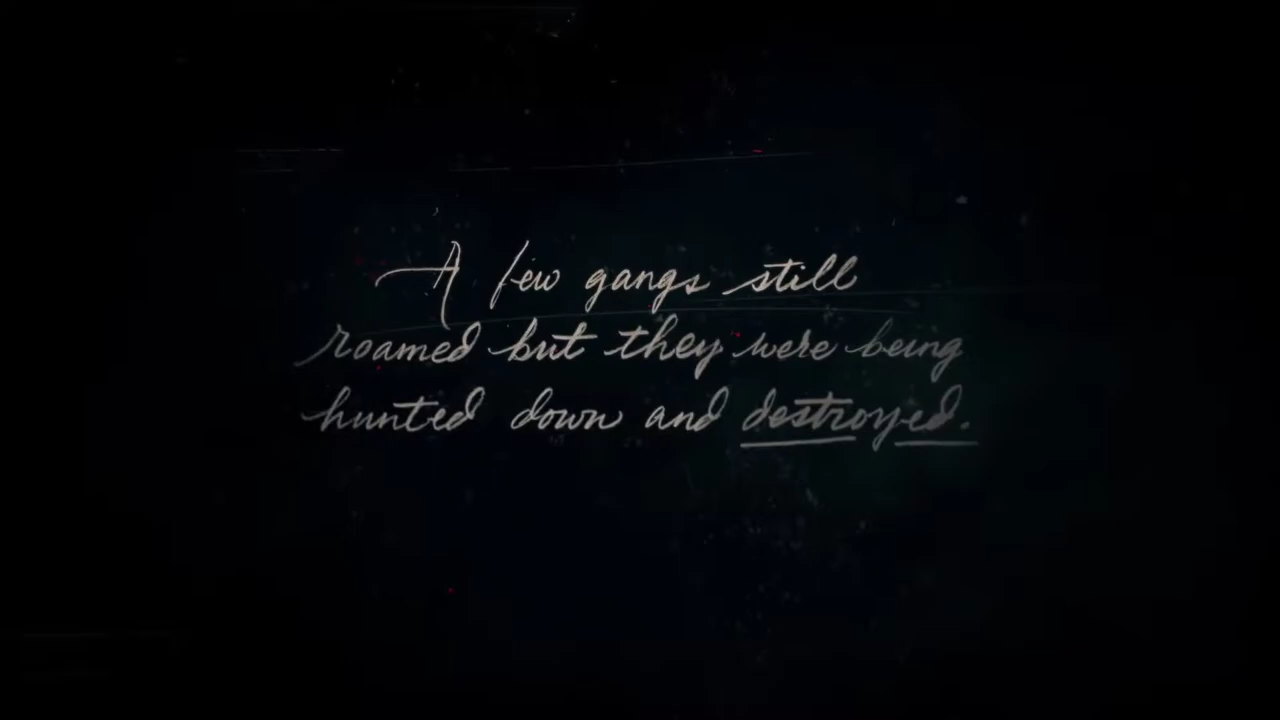 A few gangs still
roamed but they were being
hunted down and destroyed.